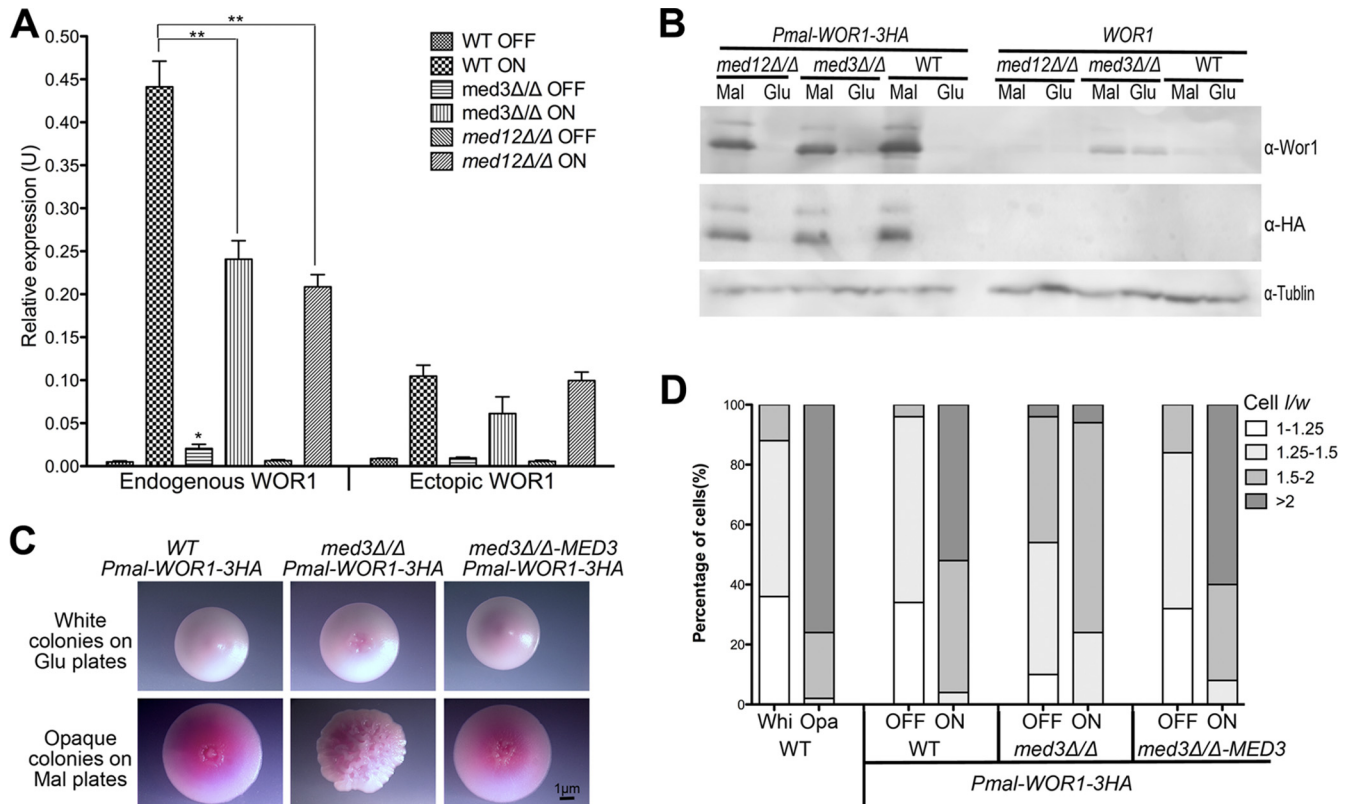 A
**
**
0.50
0.45
0.40
0.35
0.30
0.25
0.20
0.15
0.10
0.05
0.00
Relative expression (U)
*
WT OFF
WT ON
med3Δ/Δ OFF
med3Δ/Δ ON
med12Δ/Δ OFF
med12Δ/Δ ON
Endogenous WOR1
Ectopic WOR1
B
Pmal-WOR1-3HA WOR1
med12Δ/Δ med3Δ/Δ WT med12Δ/Δ med3Δ/Δ WT
Mal Glu Mal Glu Mal Glu Mal Glu Mal Glu Mal Glu
α-Wor1
α-HA
α-Tublin
C
WT
Pmal-WOR1-3HA
med3Δ/Δ
Pmal-WOR1-3HA
med3Δ/Δ-MED3
Pmal-WOR1-3HA
White
colonies on
Glu plates
Opaque
colonies on
Mal plates
1μm
D
Percentage of cells(%)
100
80
60
40
20
0
Cell l/w
1-1.25
1.25-1.5
1.5-2
>2
Whi Opa OFF ON OFF ON OFF ON
WT WT med3Δ/Δ med3Δ/Δ-MED3
Pmal-WOR1-3HA